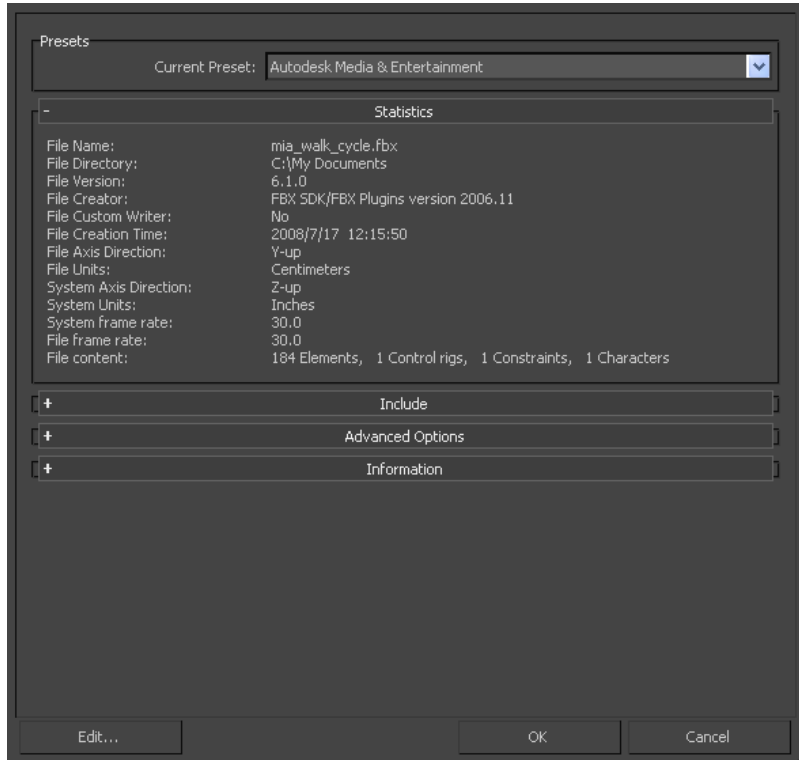 Presets
Current Preset: Autodesk Media & Entertainment
- Statistics
File Name: mia_walk_cycle.fbx
File Directory: C:\My Documents
File Version: 6.1.0
File Creator: FBX SDK/FBX Plugins version 2006.11
File Custom Writer: No
File Creation Time: 2008/7/17 12:15:50
File Axis Direction: Y-up
File Units: Centimeters
System Axis Direction: Z-up
System Units: Inches
System frame rate: 30.0
File frame rate: 30.0
File content: 184 Elements, 1 Control rigs, 1 Constraints, 1 Characters
+ Include
+ Advanced Options
+ Information
Edit... OK Cancel